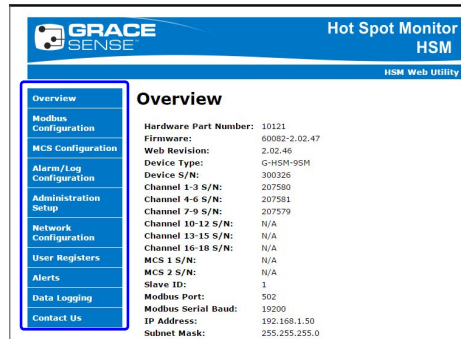 GRACE
SENSE
Hot Spot Monitor
HSM
HSM Web Utility
Overview
Modbus
Configuration
MCS Configuration
Alarm/Log
Configuration
Administration
Setup
Network
Configuration
User Registers
Alerts
Data Logging
Contact Us
Overview
Hardware Part Number: 10121
Firmware: 60082-2.02.47
Web Revision: 2.02.46
Device Type: G-HSM-9SM
Device S/N: 300326
Channel 1-3 S/N: 207580
Channel 4-6 S/N: 207581
Channel 7-9 S/N: 207579
Channel 10-12 S/N: N/A
Channel 13-15 S/N: N/A
Channel 16-18 S/N: N/A
MCS 1 S/N: N/A
MCS 2 S/N: N/A
Slave ID: 1
Modbus Port: 502
Modbus Serial Baud: 19200
IP Address: 192.168.1.50
Subnet Mask: 255.255.255.0